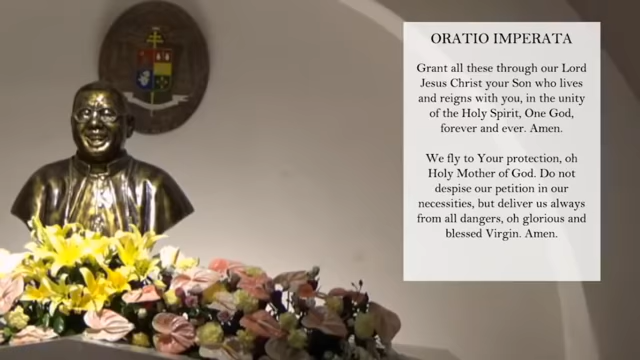 ORATIO IMPERATA
Grant all these through our Lord
Jesus Christ your Son who lives
and reigns with you, in the unity
of the Holy Spirit, One God,
forever and ever. Amen.
We fly to Your protection, oh
Holy Mother of God. Do not
despise our petition in our
necessities, but deliver us always
from all dangers, oh glorious and
blessed Virgin. Amen.